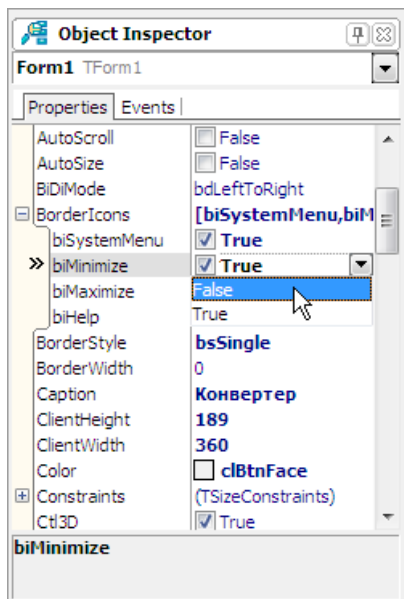 Object Inspector
Form1 TForm1
Properties Events
AutoScroll False
AutoSize False
BiDiMode bdLeftToRight
BorderIcons [biSystemMenu,biM
biSystemMenu True
biMinimize True
biMaximize False
biHelp True
BorderStyle bsSingle
BorderWidth 0
Caption Конвертер
ClientHeight 189
ClientWidth 360
Color clBtnFace
Constraints (TSizeConstraints)
Ctl3D True
biMinimize